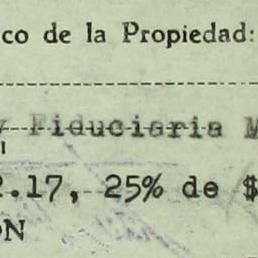 co de la Propiedad:
y Fiduciaria M
2.17, 25% de $
ON